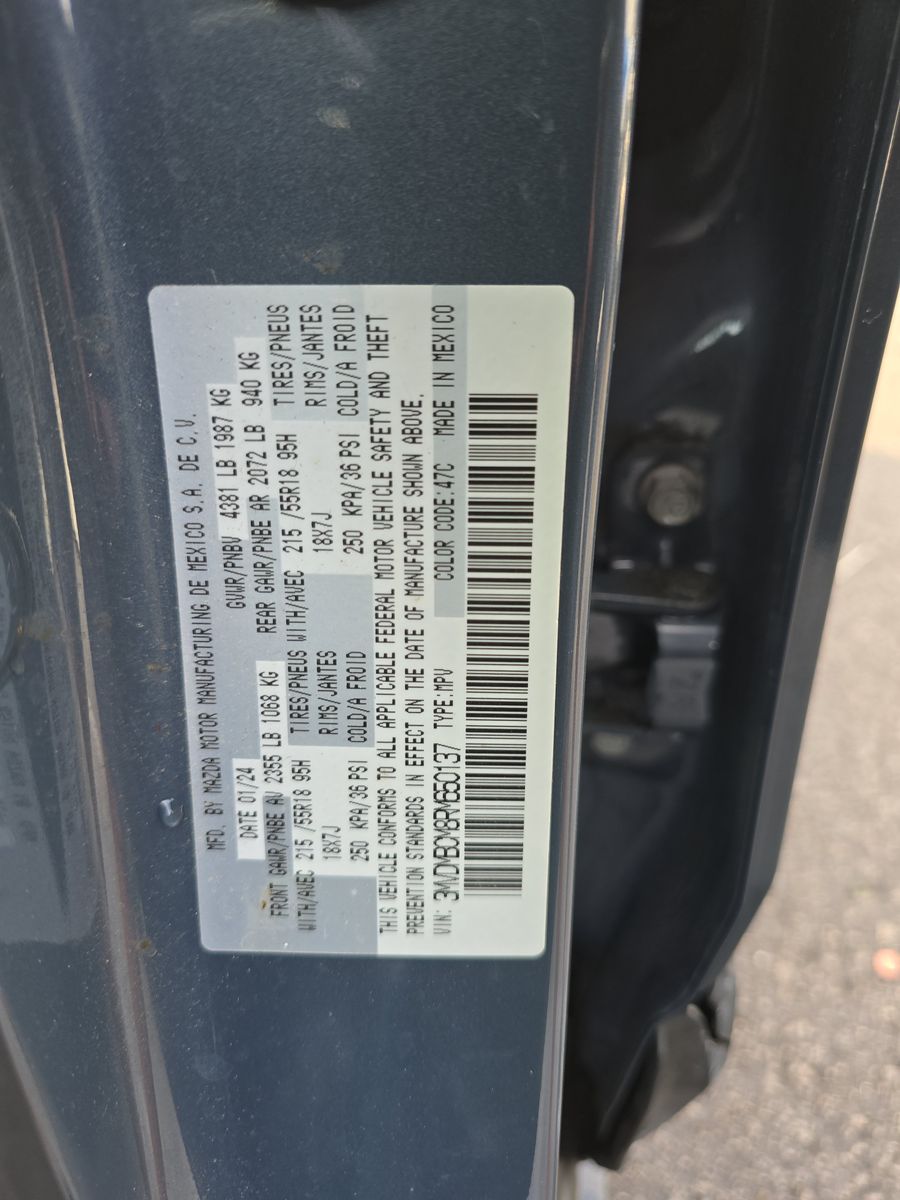 MFD. BY MAZDA MOTOR MANUFACTURING DE MEXICO S.A. DE C.V.
DATE 01/24 GVWR/PNBV 4381 LB 1987 KG
FRONT GAWR/PNBE AV 2355 LB 1068 KG REAR GAWR/PNBE AR 2072 LB 940 KG
WITH/AVEC 215 /55R18 95H TIRES/PNEUS WITH/AVEC 215 /55R18 95H TIRES/PNEUS
18X7J RIMS/JANTES 18X7J RIMS/JANTES
250 KPA/36 PSI COLD/A FROID 250 KPA/36 PSI COLD/A FROID
THIS VEHICLE CONFORMS TO ALL APPLICABLE FEDERAL MOTOR VEHICLE SAFETY AND THEFT
PREVENTION STANDARDS IN EFFECT ON THE DATE OF MANUFACTURE SHOWN ABOVE.
VIN: 3MVDMBCM8RM650137 TYPE:MPV COLOR CODE:47C MADE IN MEXICO